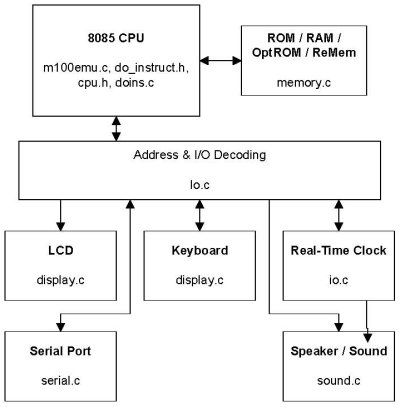 8085 CPU
m100emu.c, do_instruct.h,
cpu.h, doins.c
ROM / RAM /
OptROM / ReMem
memory.c
Address & I/O Decoding
Io.c
LCD
display.c
Keyboard
display.c
Real-Time Clock
io.c
Serial Port
serial.c
Speaker / Sound
sound.c